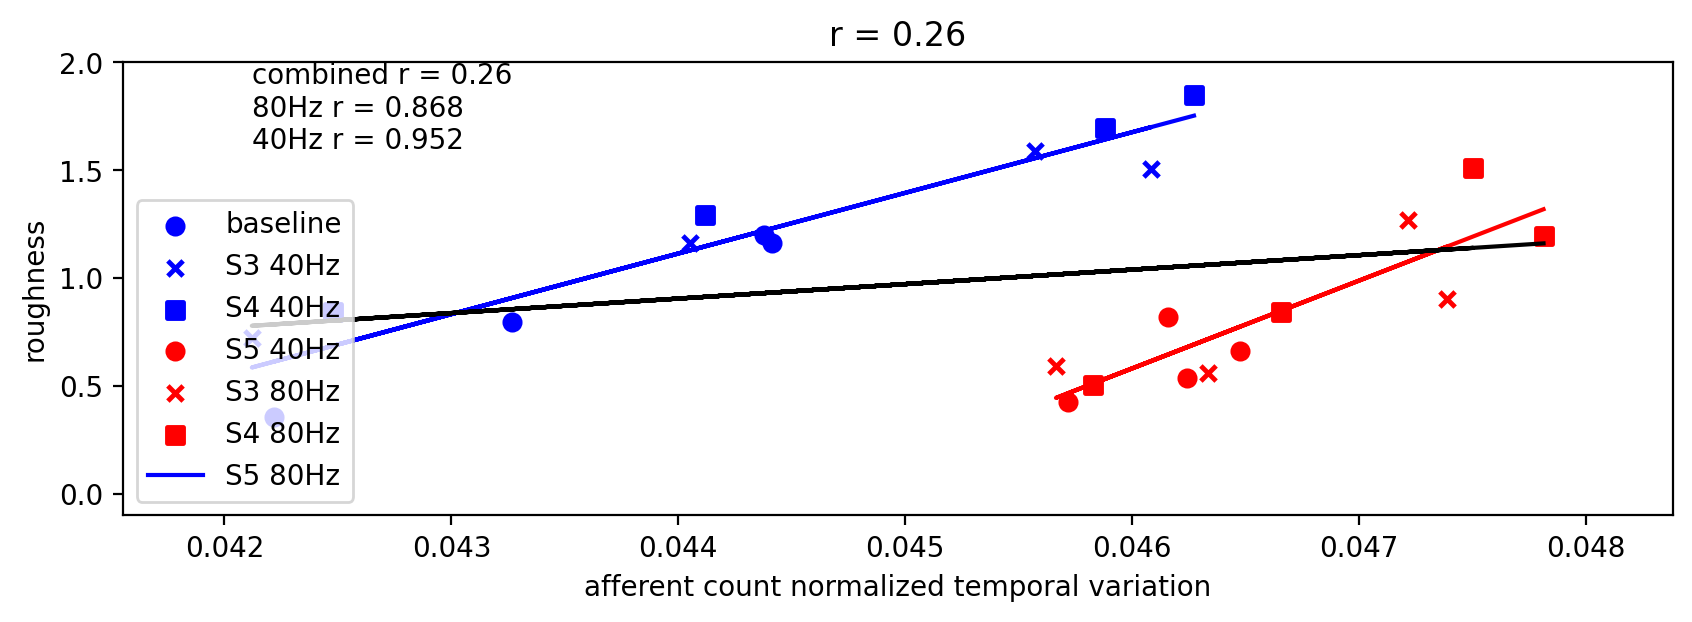 r = 0.26
combined r = 0.26
80Hz r = 0.868
40Hz r = 0.952
baseline
S3 40Hz
S4 40Hz
S5 40Hz
S3 80Hz
S4 80Hz
S5 80Hz
roughness
2.0
1.5
1.0
0.5
0.0
0.042 0.043 0.044 0.045 0.046 0.047 0.048
afferent count normalized temporal variation